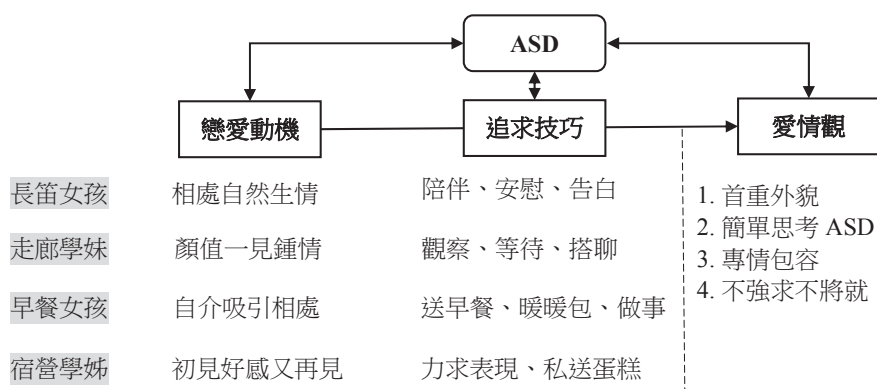 ASD
戀愛動機
追求技巧
愛情觀
長笛女孩 相處自然生情 陪伴、安慰、告白
走廊學妹 顏值一見鍾情 觀察、等待、搭聊
早餐女孩 自介吸引相處 送早餐、暖暖包、做事
宿營學姊 初見好感又再見 力求表現、私送蛋糕
1. 首重外貌
2. 簡單思考 ASD
3. 專情包容
4. 不強求不將就